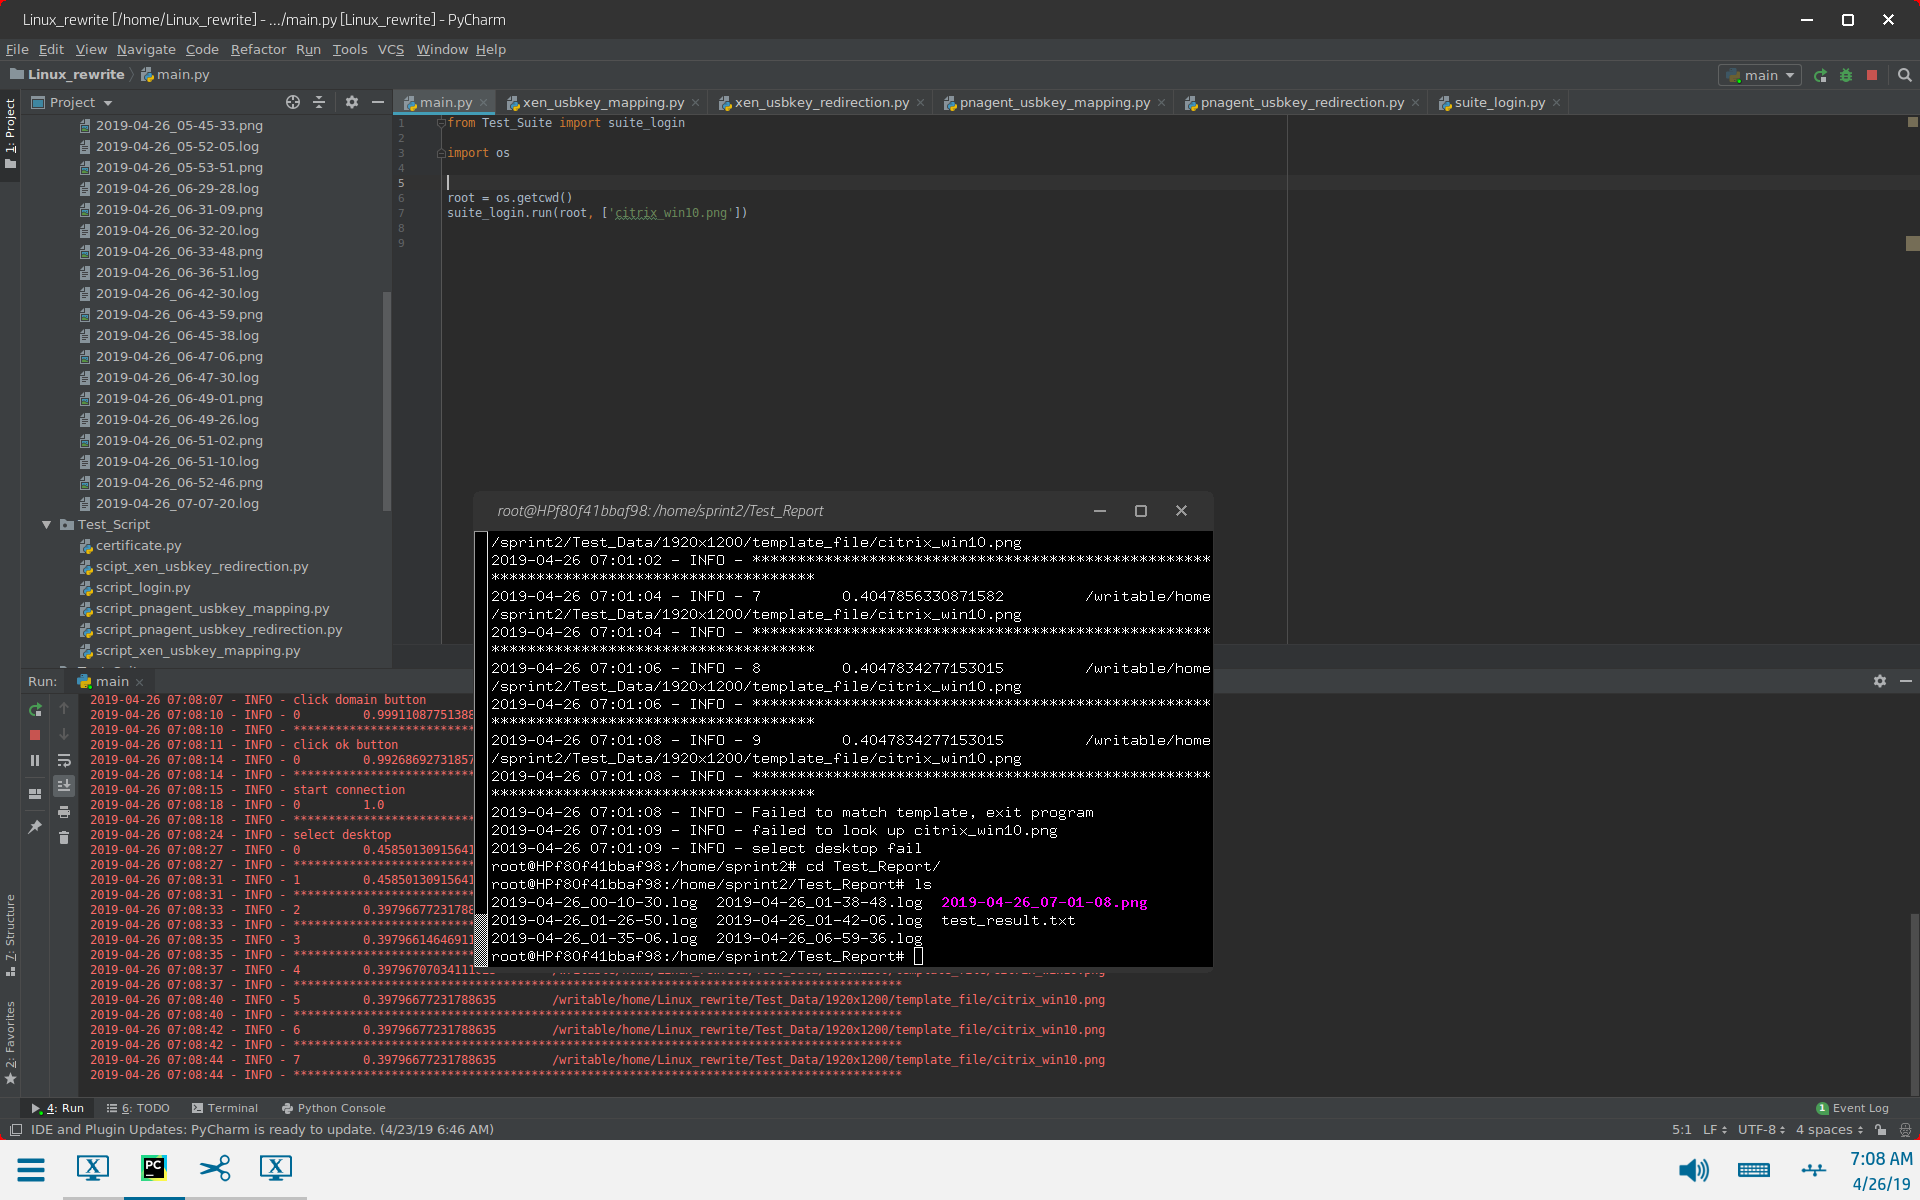 Linux_rewrite [/home/Linux_rewrite] - .../main.py [Linux_rewrite] - PyCharm
File Edit View Navigate Code Refactor Run Tools VCS Window Help
Linux_rewrite main.py main
1: Project
Project
main.py xen_usbkey_mapping.py xen_usbkey_redirection.py pnagent_usbkey_mapping.py pnagent_usbkey_redirection.py suite_login.py
2019-04-26_05-45-33.png
2019-04-26_05-52-05.log
2019-04-26_05-53-51.png
2019-04-26_06-29-28.log
2019-04-26_06-31-09.png
2019-04-26_06-32-20.log
2019-04-26_06-33-48.png
2019-04-26_06-36-51.log
2019-04-26_06-42-30.log
2019-04-26_06-43-59.png
2019-04-26_06-45-38.log
2019-04-26_06-47-06.png
2019-04-26_06-47-30.log
2019-04-26_06-49-01.png
2019-04-26_06-49-26.log
2019-04-26_06-51-02.png
2019-04-26_06-51-10.log
2019-04-26_06-52-46.png
2019-04-26_07-07-20.log
Test_Script
certificate.py
scipt_xen_usbkey_redirection.py
script_login.py
script_pnagent_usbkey_mapping.py
script_pnagent_usbkey_redirection.py
script_xen_usbkey_mapping.py
1 from Test_Suite import suite_login
2
3 import os
4
5
6 root = os.getcwd()
7 suite_login.run(root, ['citrix_win10.png'])
8
9
root@HPf80f41bbaf98: /home/sprint2/Test_Report
/sprint2/Test_Data/1920x1200/template_file/citrix_win10.png
2019-04-26 07:01:02 - INFO - ***************************************************
************************************
2019-04-26 07:01:04 - INFO - 7 0.4047856330871582 /writable/home
/sprint2/Test_Data/1920x1200/template_file/citrix_win10.png
2019-04-26 07:01:04 - INFO - ***************************************************
************************************
2019-04-26 07:01:06 - INFO - 8 0.4047834277153015 /writable/home
/sprint2/Test_Data/1920x1200/template_file/citrix_win10.png
2019-04-26 07:01:06 - INFO - ***************************************************
************************************
2019-04-26 07:01:08 - INFO - 9 0.4047834277153015 /writable/home
/sprint2/Test_Data/1920x1200/template_file/citrix_win10.png
2019-04-26 07:01:08 - INFO - ***************************************************
************************************
2019-04-26 07:01:08 - INFO - Failed to match template, exit program
2019-04-26 07:01:09 - INFO - failed to look up citrix_win10.png
2019-04-26 07:01:09 - INFO - select desktop fail
root@HPf80f41bbaf98:/home/sprint2# cd Test_Report/
root@HPf80f41bbaf98:/home/sprint2/Test_Report# ls
2019-04-26_00-10-30.log 2019-04-26_01-38-48.log 2019-04-26_07-01-08.png
2019-04-26_01-26-50.log 2019-04-26_01-42-06.log test_result.txt
2019-04-26_01-35-06.log 2019-04-26_06-59-36.log
root@HPf80f41bbaf98:/home/sprint2/Test_Report#
Run: main
2019-04-26 07:08:07 - INFO - click domain button
2019-04-26 07:08:10 - INFO - 0 0.99911087751388
2019-04-26 07:08:10 - INFO - **************************
2019-04-26 07:08:11 - INFO - click ok button
2019-04-26 07:08:14 - INFO - 0 0.99268692731857
2019-04-26 07:08:14 - INFO - **************************
2019-04-26 07:08:15 - INFO - start connection
2019-04-26 07:08:18 - INFO - 0 1.0
2019-04-26 07:08:18 - INFO - **************************
2019-04-26 07:08:24 - INFO - select desktop
2019-04-26 07:08:27 - INFO - 0 0.45850130915641
2019-04-26 07:08:27 - INFO - **************************
2019-04-26 07:08:31 - INFO - 1 0.45850130915641
2019-04-26 07:08:31 - INFO - **************************
2019-04-26 07:08:33 - INFO - 2 0.39796677231788
2019-04-26 07:08:33 - INFO - **************************
2019-04-26 07:08:35 - INFO - 3 0.39796614646911
2019-04-26 07:08:35 - INFO - **************************
2019-04-26 07:08:37 - INFO - 4 0.39796707034111 /writable/home/Linux_rewrite/Test_Data/1920x1200/template_file/citrix_win10.png
2019-04-26 07:08:37 - INFO - ***************************************************************************************
2019-04-26 07:08:40 - INFO - 5 0.39796677231788635 /writable/home/Linux_rewrite/Test_Data/1920x1200/template_file/citrix_win10.png
2019-04-26 07:08:40 - INFO - ***************************************************************************************
2019-04-26 07:08:42 - INFO - 6 0.39796677231788635 /writable/home/Linux_rewrite/Test_Data/1920x1200/template_file/citrix_win10.png
2019-04-26 07:08:42 - INFO - ***************************************************************************************
2019-04-26 07:08:44 - INFO - 7 0.39796677231788635 /writable/home/Linux_rewrite/Test_Data/1920x1200/template_file/citrix_win10.png
2019-04-26 07:08:44 - INFO - ***************************************************************************************
7: Structure
2: Favorites
4: Run 6: TODO Terminal Python Console 1 Event Log
IDE and Plugin Updates: PyCharm is ready to update. (4/23/19 6:46 AM) 5:1 LF UTF-8 4 spaces
X PC X
7:08 AM
4/26/19